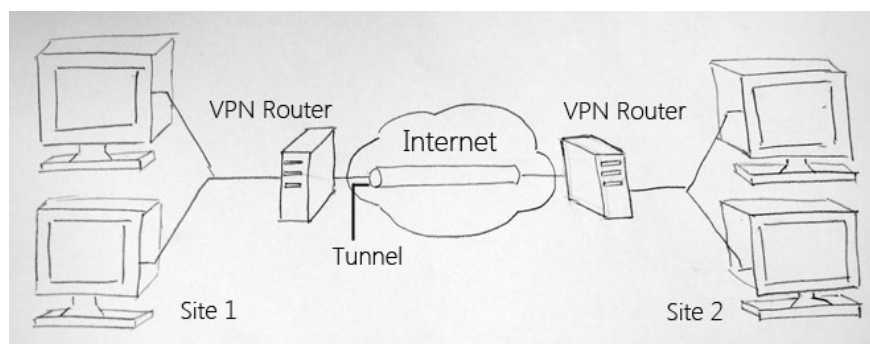 VPN Router
VPN Router
Internet
Tunnel
Site 1
Site 2